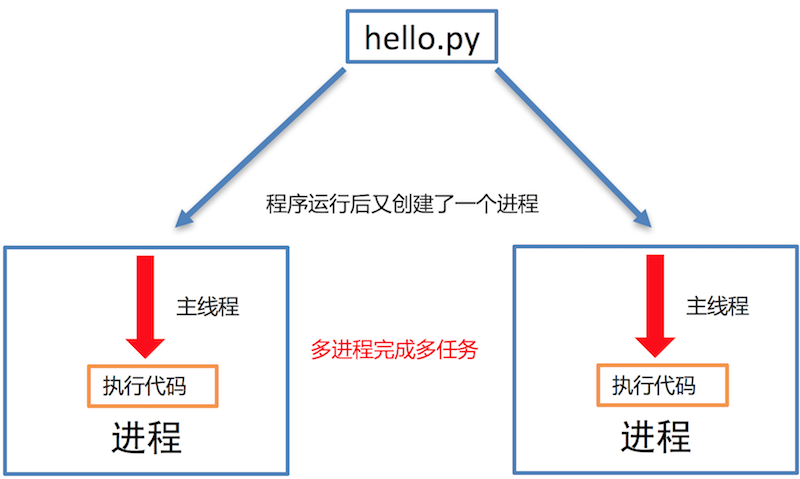 hello.py
程序运行后又创建了一个进程
主线程
主线程
多进程完成多任务
执行代码
执行代码
进程
进程